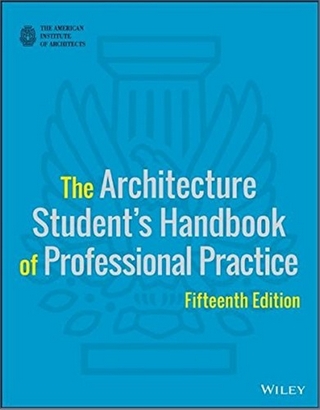 THE AMERICAN
INSTITUTE
OF ARCHITECTS
The Architecture
Student's Handbook
of Professional Practice
Fifteenth Edition
WILEY